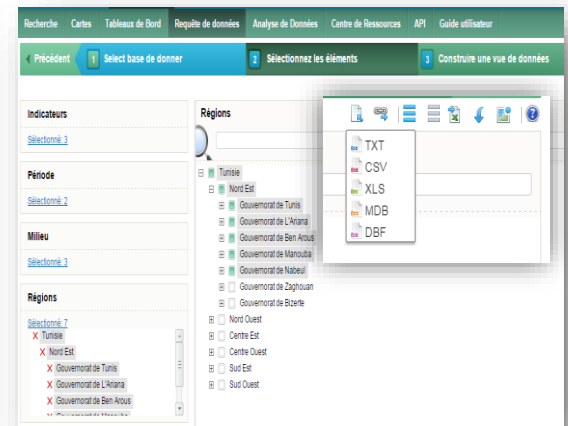 Recherche Cartes Tableaux de Bord Requête de données Analyse de Données Centre de Ressources API Guide utilisateur
Précédent 1 Select base de donner 2 Sélectionnez les éléments 3 Construire une vue de données
Indicateurs
Sélectionné: 3
Période
Sélectionné: 2
Milieu
Sélectionné: 3
Régions
Sélectionné: 7
X Tunisie
X Nord Est
X Gouvernorat de Tunis
X Gouvernorat de L'Ariana
X Gouvernorat de Ben Arous
X Gouvernorat de Manouba
Régions
Tunisie
Nord Est
Gouvernorat de Tunis
Gouvernorat de L'Ariana
Gouvernorat de Ben Arous
Gouvernorat de Manouba
Gouvernorat de Nabeul
Gouvernorat de Zaghouan
Gouvernorat de Bizerte
Nord Ouest
Centre Est
Centre Ouest
Sud Est
Sud Ouest
TXT
CSV
XLS
MDB
DBF